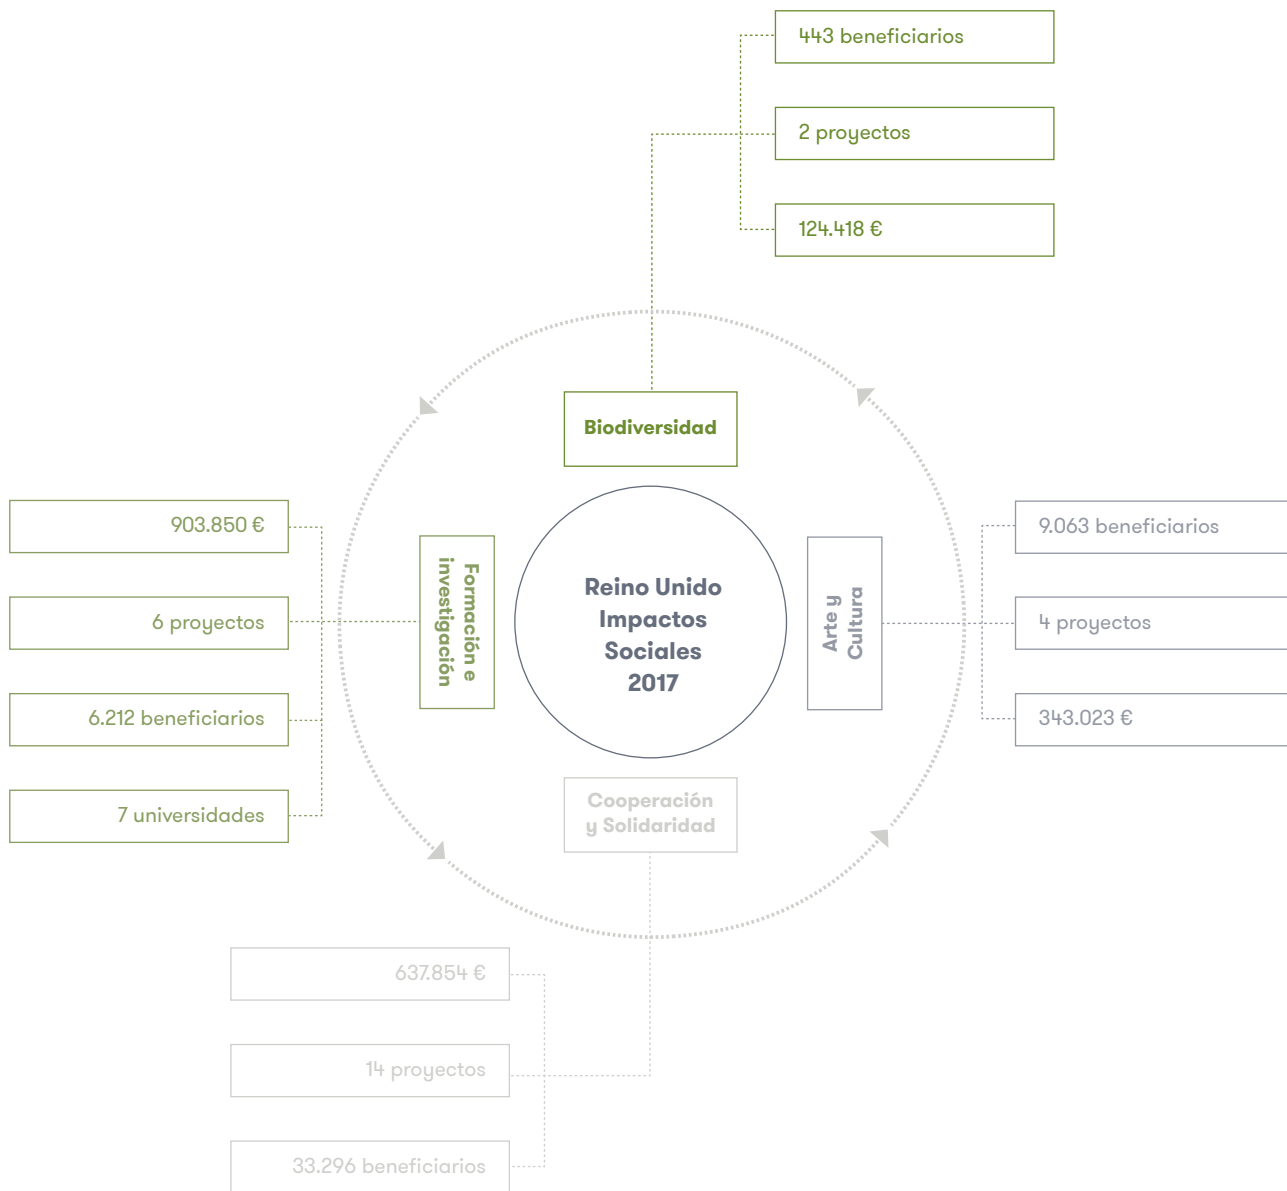 443 beneficiarios
2 proyectos
124.418 €
Biodiversidad
903.850 €
6 proyectos
6.212 beneficiarios
7 universidades
Formación e
investigación
Reino Unido
Impactos
Sociales
2017
Arte y
Cultura
9.063 beneficiarios
4 proyectos
343.023 €
Cooperación
y Solidaridad
637.854 €
14 proyectos
33.296 beneficiarios